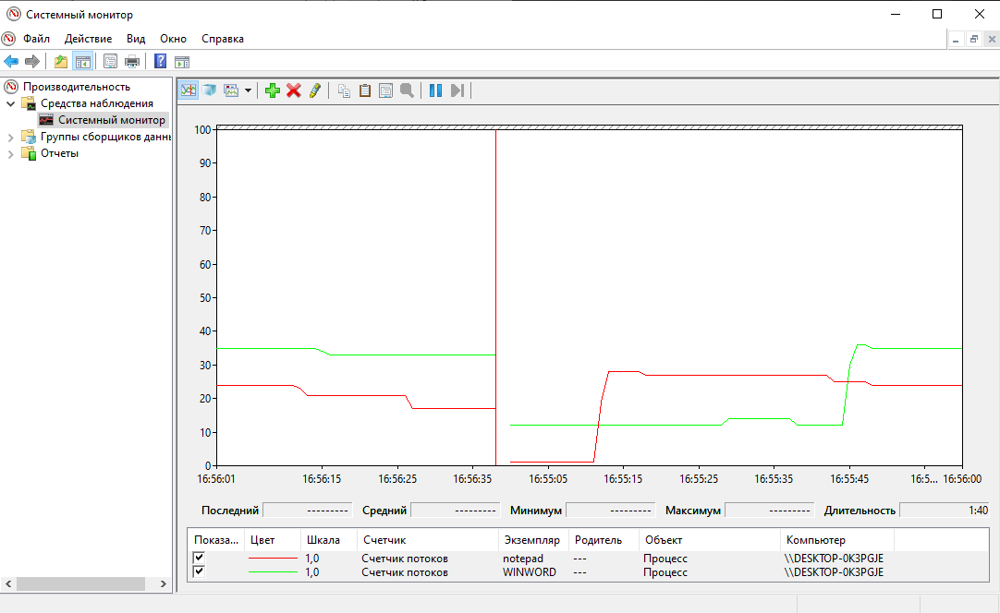 Системный монитор
Файл Действие Вид Окно Справка
Производительность
Средства наблюдения
Системный монитор
Группы сборщиков данн
Отчеты
100
90
80
70
60
50
40
30
20
10
0
16:56:01 16:56:15 16:56:25 16:56:35 16:55:05 16:55:15 16:55:25 16:55:35 16:55:45 16:5... 16:56:00
Последний --------- Средний --------- Минимум --------- Максимум --------- Длительность 1:40
Показа... Цвет Шкала Счетчик Экземпляр Родитель Объект Компьютер
1,0 Счетчик потоков notepad --- Процесс \\DESKTOP-0K3PGJE
1,0 Счетчик потоков WINWORD --- Процесс \\DESKTOP-0K3PGJE